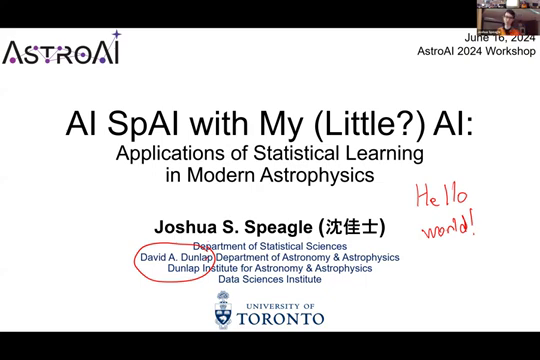 ASTROAI
June 16, 2024
AstroAI 2024 Workshop
AI SpAI with My (Little?) AI:
Applications of Statistical Learning
in Modern Astrophysics
Hello
world!
Joshua S. Speagle (沈佳士)
Department of Statistical Sciences
David A. Dunlap Department of Astronomy & Astrophysics
Dunlap Institute for Astronomy & Astrophysics
Data Sciences Institute
UNIVERSITY OF
TORONTO